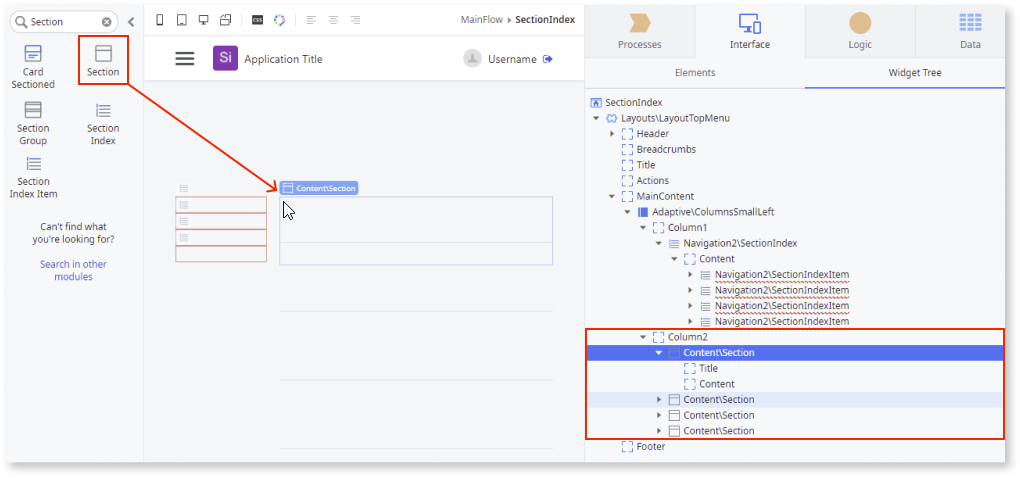 Section
Card
Sectioned
Section
Section
Group
Section
Index
Section
Index Item
Can't find what
you're looking for?
Search in other
modules
CSS
MainFlow ▸ SectionIndex
Si
Application Title
Username
Content\Section
Processes
Interface
Logic
Data
Elements
Widget Tree
SectionIndex
Layouts\LayoutTopMenu
Header
Breadcrumbs
Title
Actions
MainContent
Adaptive\ColumnsSmallLeft
Column1
Navigation2\SectionIndex
Content
Navigation2\SectionIndexItem
Navigation2\SectionIndexItem
Navigation2\SectionIndexItem
Navigation2\SectionIndexItem
Column2
Content\Section
Title
Content
Content\Section
Content\Section
Content\Section
Footer